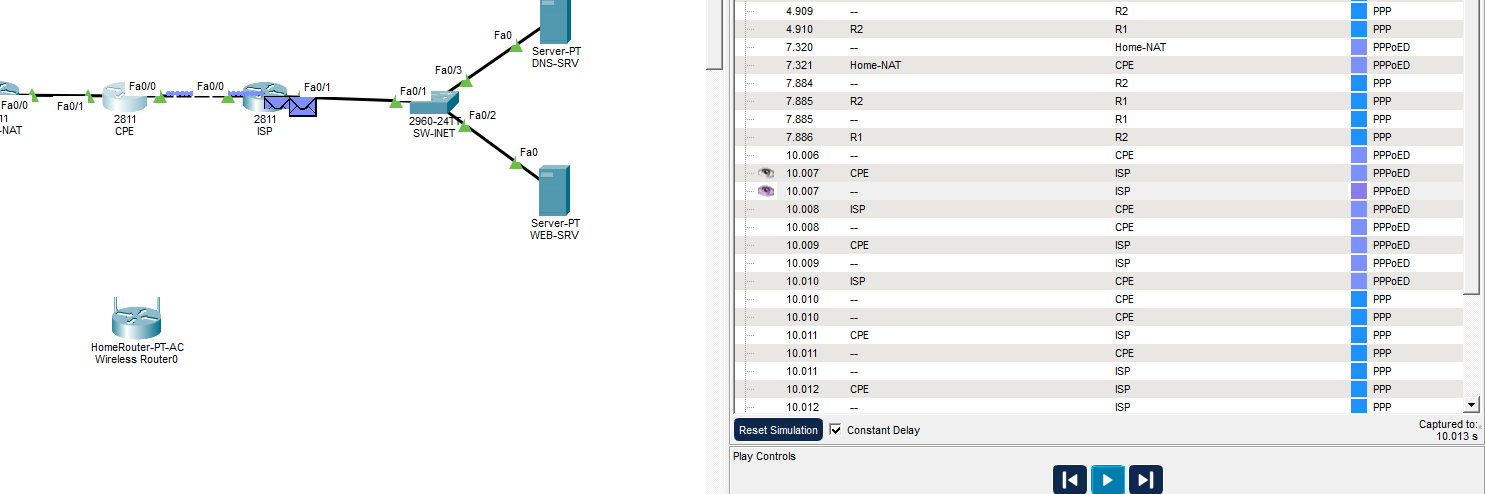 Fa0
Server-PT
DNS-SRV
Fa0/3
Fa0/0
Fa0/1
Fa0/0
Fa0/0
Fa0/1
Fa0/1
11
-NAT
2811
CPE
2811
ISP
2960-24TT
SW-INET
Fa0/2
Fa0
Server-PT
WEB-SRV
HomeRouter-PT-AC
Wireless Router0
4.909 -- R2 PPP
4.910 R2 R1 PPP
7.320 -- Home-NAT PPPoED
7.321 Home-NAT CPE PPPoED
7.884 -- R2 PPP
7.885 R2 R1 PPP
7.885 -- R1 PPP
7.886 R1 R2 PPP
10.006 -- CPE PPPoED
10.007 CPE ISP PPPoED
10.007 -- ISP PPPoED
10.008 ISP CPE PPPoED
10.008 -- CPE PPPoED
10.009 CPE ISP PPPoED
10.009 -- ISP PPPoED
10.010 ISP CPE PPPoED
10.010 -- CPE PPP
10.010 -- CPE PPP
10.011 CPE ISP PPP
10.011 -- CPE PPP
10.011 -- ISP PPP
10.012 CPE ISP PPP
10.012 -- ISP PPP
Reset Simulation
Constant Delay
Captured to:
10.013 s
Play Controls